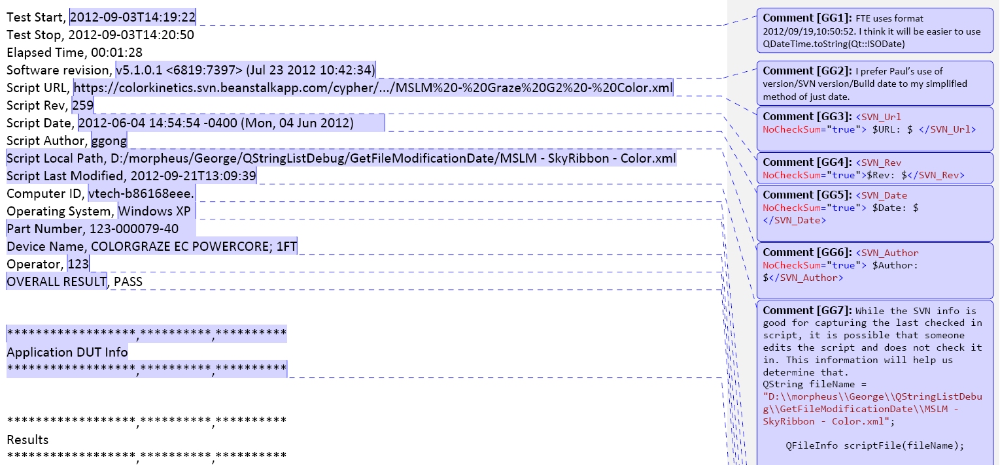 Test Start, 2012-09-03T14:19:22
Test Stop, 2012-09-03T14:20:50
Elapsed Time, 00:01:28
Software revision, v5.1.0.1 <6819:7397> (Jul 23 2012 10:42:34)
Script URL, https://colorkinetics.svn.beanstalkapp.com/cypher/.../MSLM%20-%20Graze%20G2%20-%20Color.xml
Script Rev, 259
Script Date, 2012-06-04 14:54:54 -0400 (Mon, 04 Jun 2012)
Script Author, ggong
Script Local Path, D:/morpheus/George/QStringListDebug/GetFileModificationDate/MSLM - SkyRibbon - Color.xml
Script Last Modified, 2012-09-21T13:09:39
Computer ID, vtech-b86168eee.
Operating System, Windows XP
Part Number, 123-000079-40
Device Name, COLORGRAZE EC POWERCORE; 1FT
Operator, 123
OVERALL RESULT, PASS
******************,**********,**********
Application DUT Info
******************,**********,**********
******************,**********,**********
Results
******************,**********,**********
Comment [GG1]: FTE uses format
2012/09/19,10:50:52. I think it will be easier to use
QDateTime.toString(Qt::ISODate)
Comment [GG2]: I prefer Paul's use of
version/SVN version/Build date to my simplified
method of just date.
Comment [GG3]: <SVN_Url
NoCheckSum="true"> $URL: $ </SVN_Url>
Comment [GG4]: <SVN_Rev
NoCheckSum="true">$Rev: $</SVN_Rev>
Comment [GG5]: <SVN_Date
NoCheckSum="true"> $Date: $
</SVN_Date>
Comment [GG6]: <SVN_Author
NoCheckSum="true"> $Author:
$</SVN_Author>
Comment [GG7]: While the SVN info is
good for capturing the last checked in
script, it is possible that someone
edits the script and does not check it
in. This information will help us
determine that.
QString fileName =
"D:\\morpheus\\George\\QStringListDebu
g\\GetFileModificationDate\\MSLM -
SkyRibbon - Color.xml";
QFileInfo scriptFile(fileName);